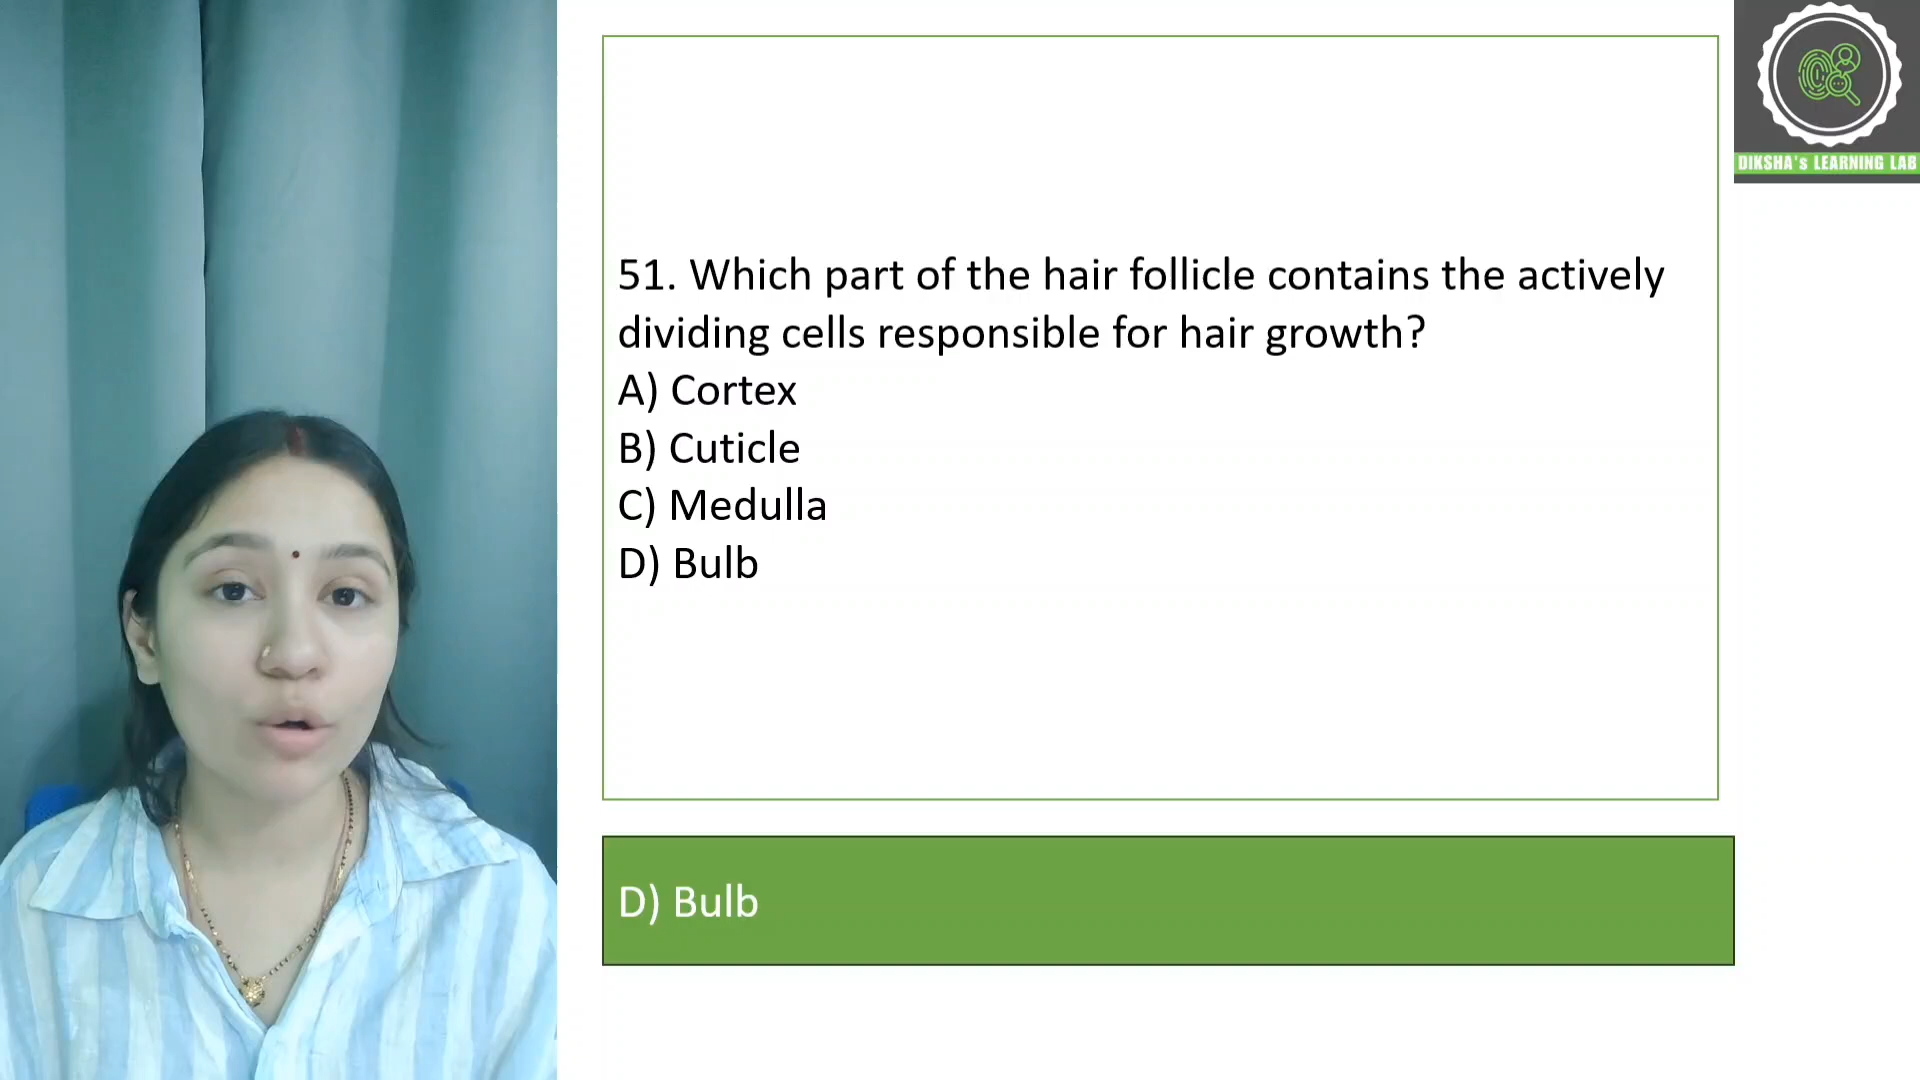 51. Which part of the hair follicle contains the actively
dividing cells responsible for hair growth?
A) Cortex
B) Cuticle
C) Medulla
D) Bulb
D) Bulb
DIKSHA's LEARNING LAB